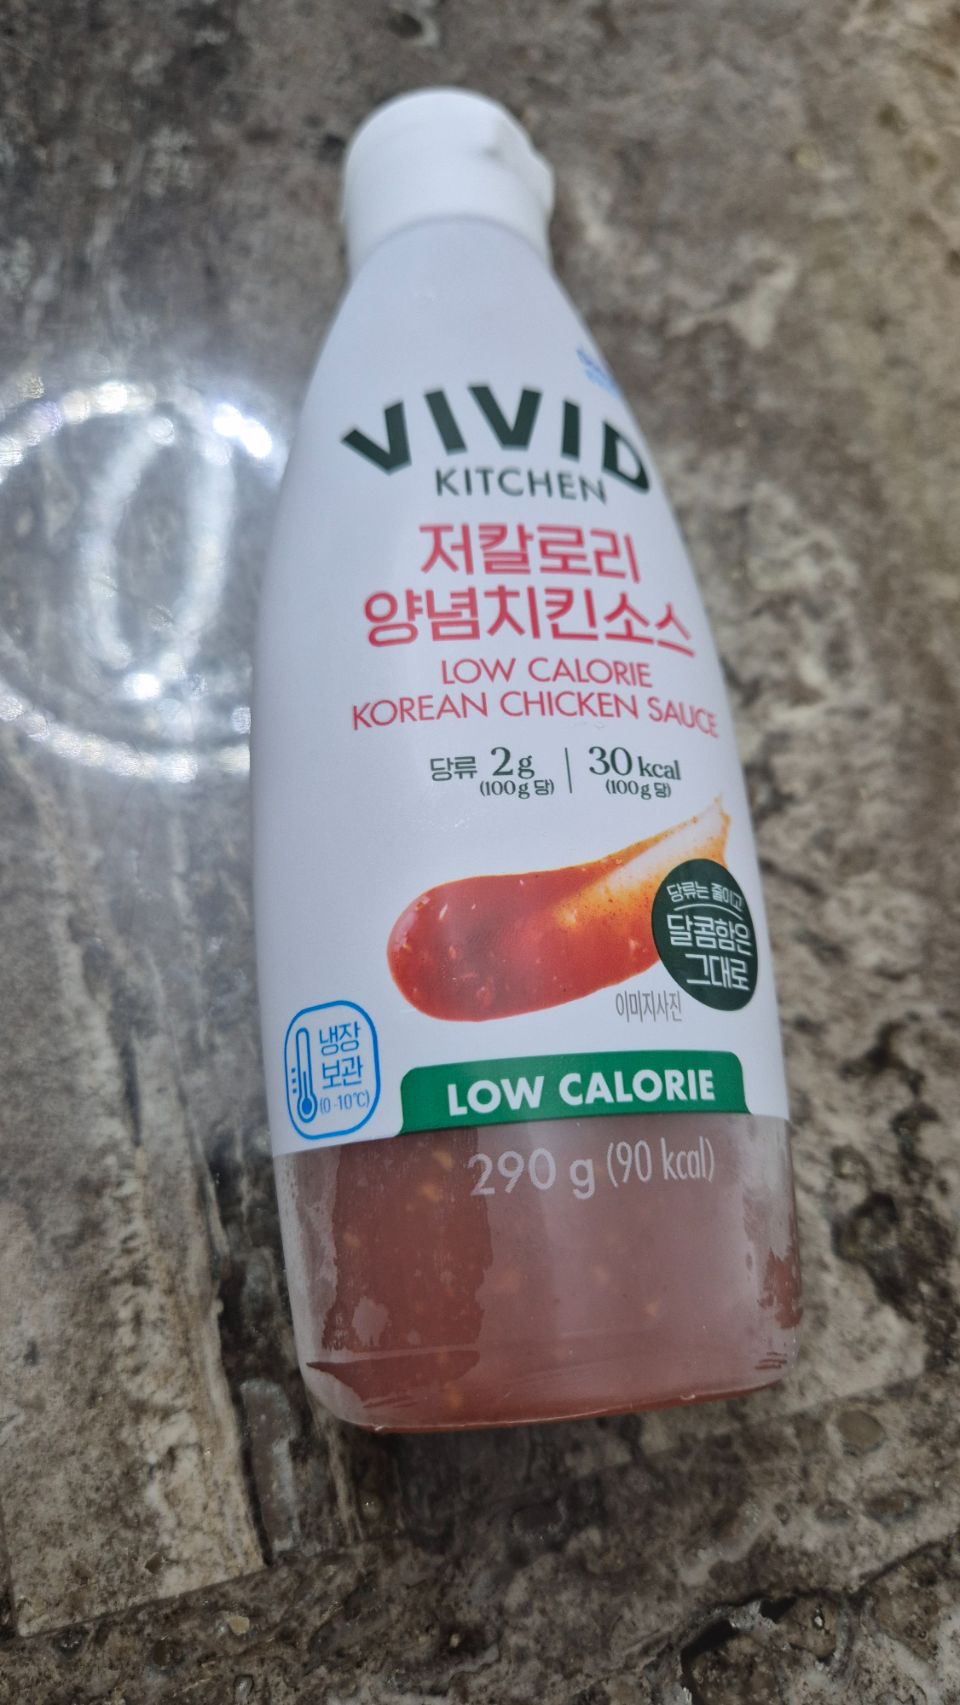 VIVID
KITCHEN
저칼로리
양념치킨소스
LOW CALORIE
KOREAN CHICKEN SAUCE
당류 2g
(100g 당)
30 kcal
(100g 당)
당류는 줄이고
달콤함은
그대로
이미지사진
냉장
보관
(0-10℃)
LOW CALORIE
290 g (90 kcal)